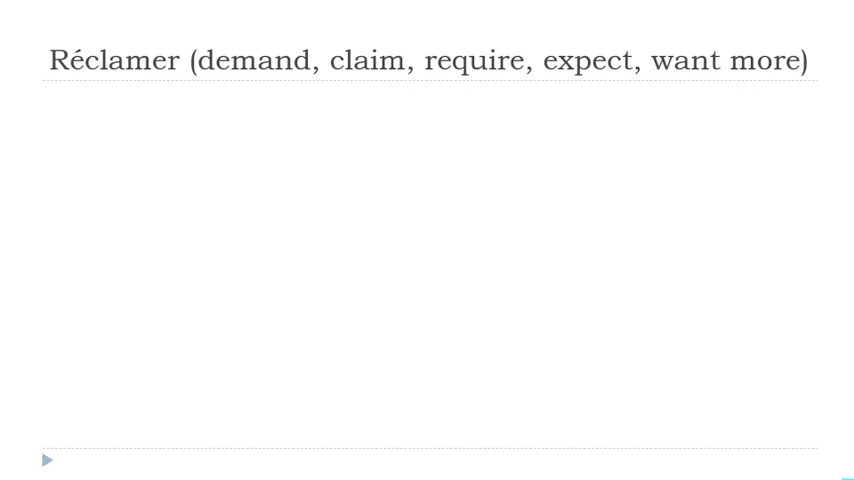 Réclamer (demand, claim, require, expect, want more)